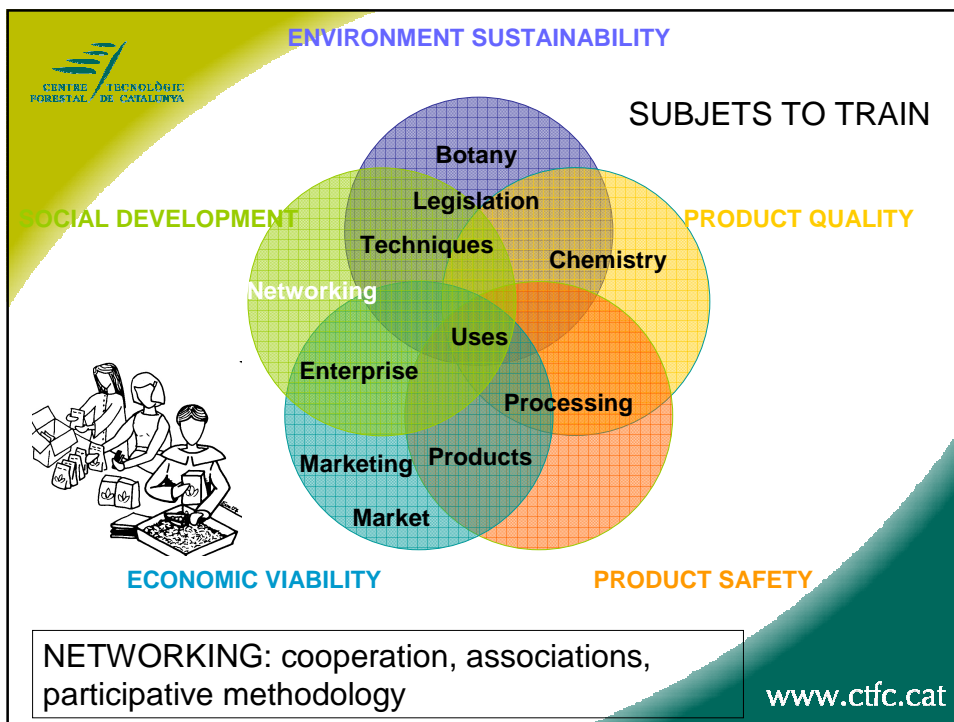 ENVIRONMENT SUSTAINABILITY
CENTRE TECNOLÒGIC
FORESTAL DE CATALUNYA
SUBJETS TO TRAIN
Botany
Legislation
SOCIAL DEVELOPMENT
PRODUCT QUALITY
Techniques
Chemistry
Networking
Uses
Enterprise
Processing
Marketing
Products
Market
ECONOMIC VIABILITY
PRODUCT SAFETY
NETWORKING: cooperation, associations,
participative methodology
www.ctfc.cat